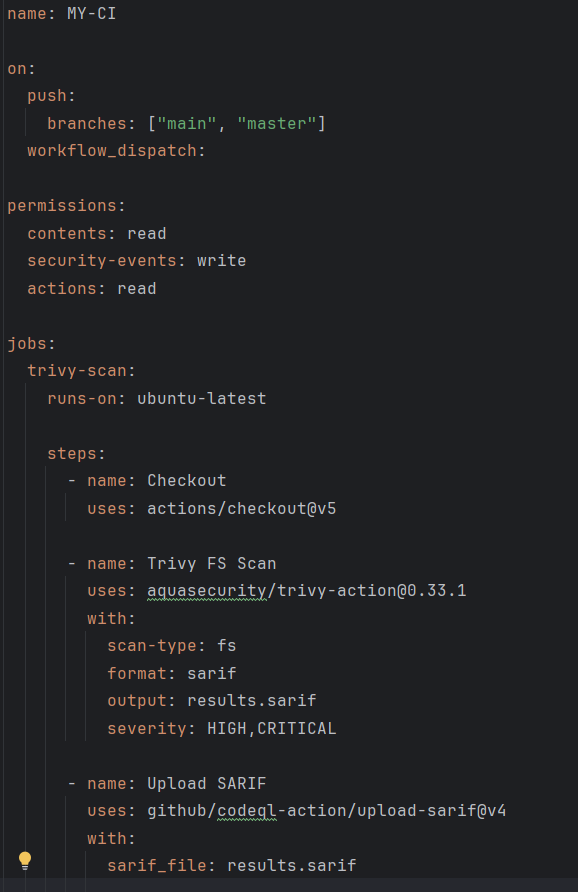 name: MY-CI

on:
  push:
    branches: ["main", "master"]
  workflow_dispatch:

permissions:
  contents: read
  security-events: write
  actions: read

jobs:
  trivy-scan:
    runs-on: ubuntu-latest

    steps:
      - name: Checkout
        uses: actions/checkout@v5

      - name: Trivy FS Scan
        uses: aquasecurity/trivy-action@0.33.1
        with:
          scan-type: fs
          format: sarif
          output: results.sarif
          severity: HIGH,CRITICAL

      - name: Upload SARIF
        uses: github/codeql-action/upload-sarif@v4
        with:
          sarif_file: results.sarif